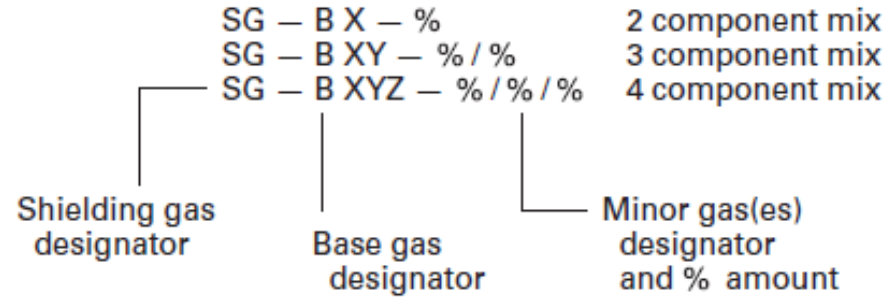 SG – B X – % 2 component mix
SG – B XY – % / % 3 component mix
SG – B XYZ – % / % / % 4 component mix
Shielding gas
designator
Base gas
designator
Minor gas(es)
designator
and % amount